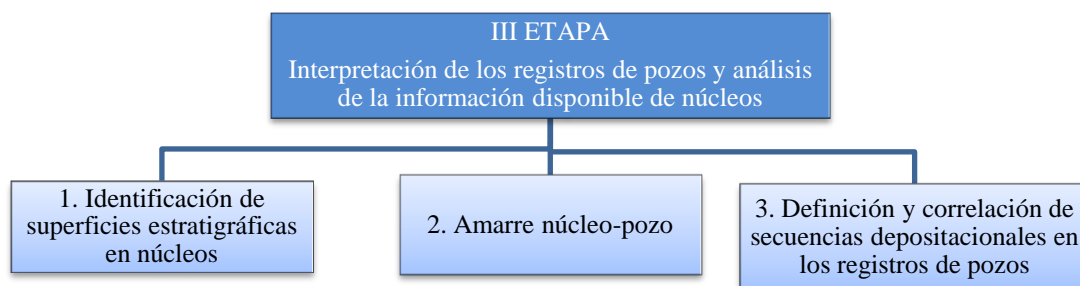 III ETAPA
Interpretación de los registros de pozos y análisis
de la información disponible de núcleos
1. Identificación de
superficies estratigráficas
en núcleos
2. Amarre núcleo-pozo
3. Definición y correlación de
secuencias depositacionales en
los registros de pozos